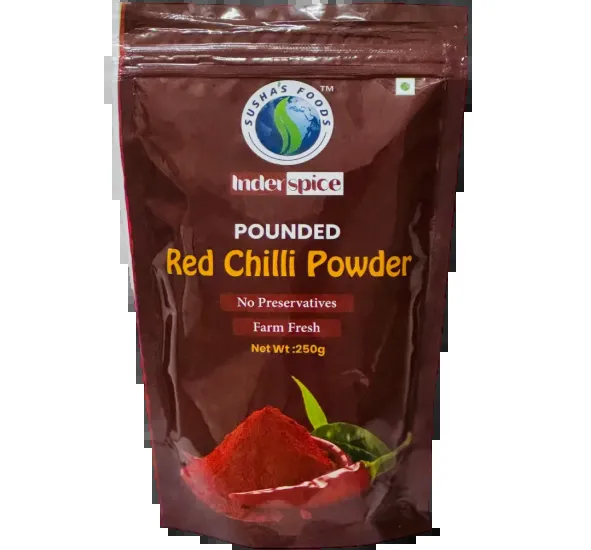 SUSHA'S FOODS
TM
Inderspice
POUNDED
Red Chilli Powder
No Preservatives
Farm Fresh
Net Wt :250g